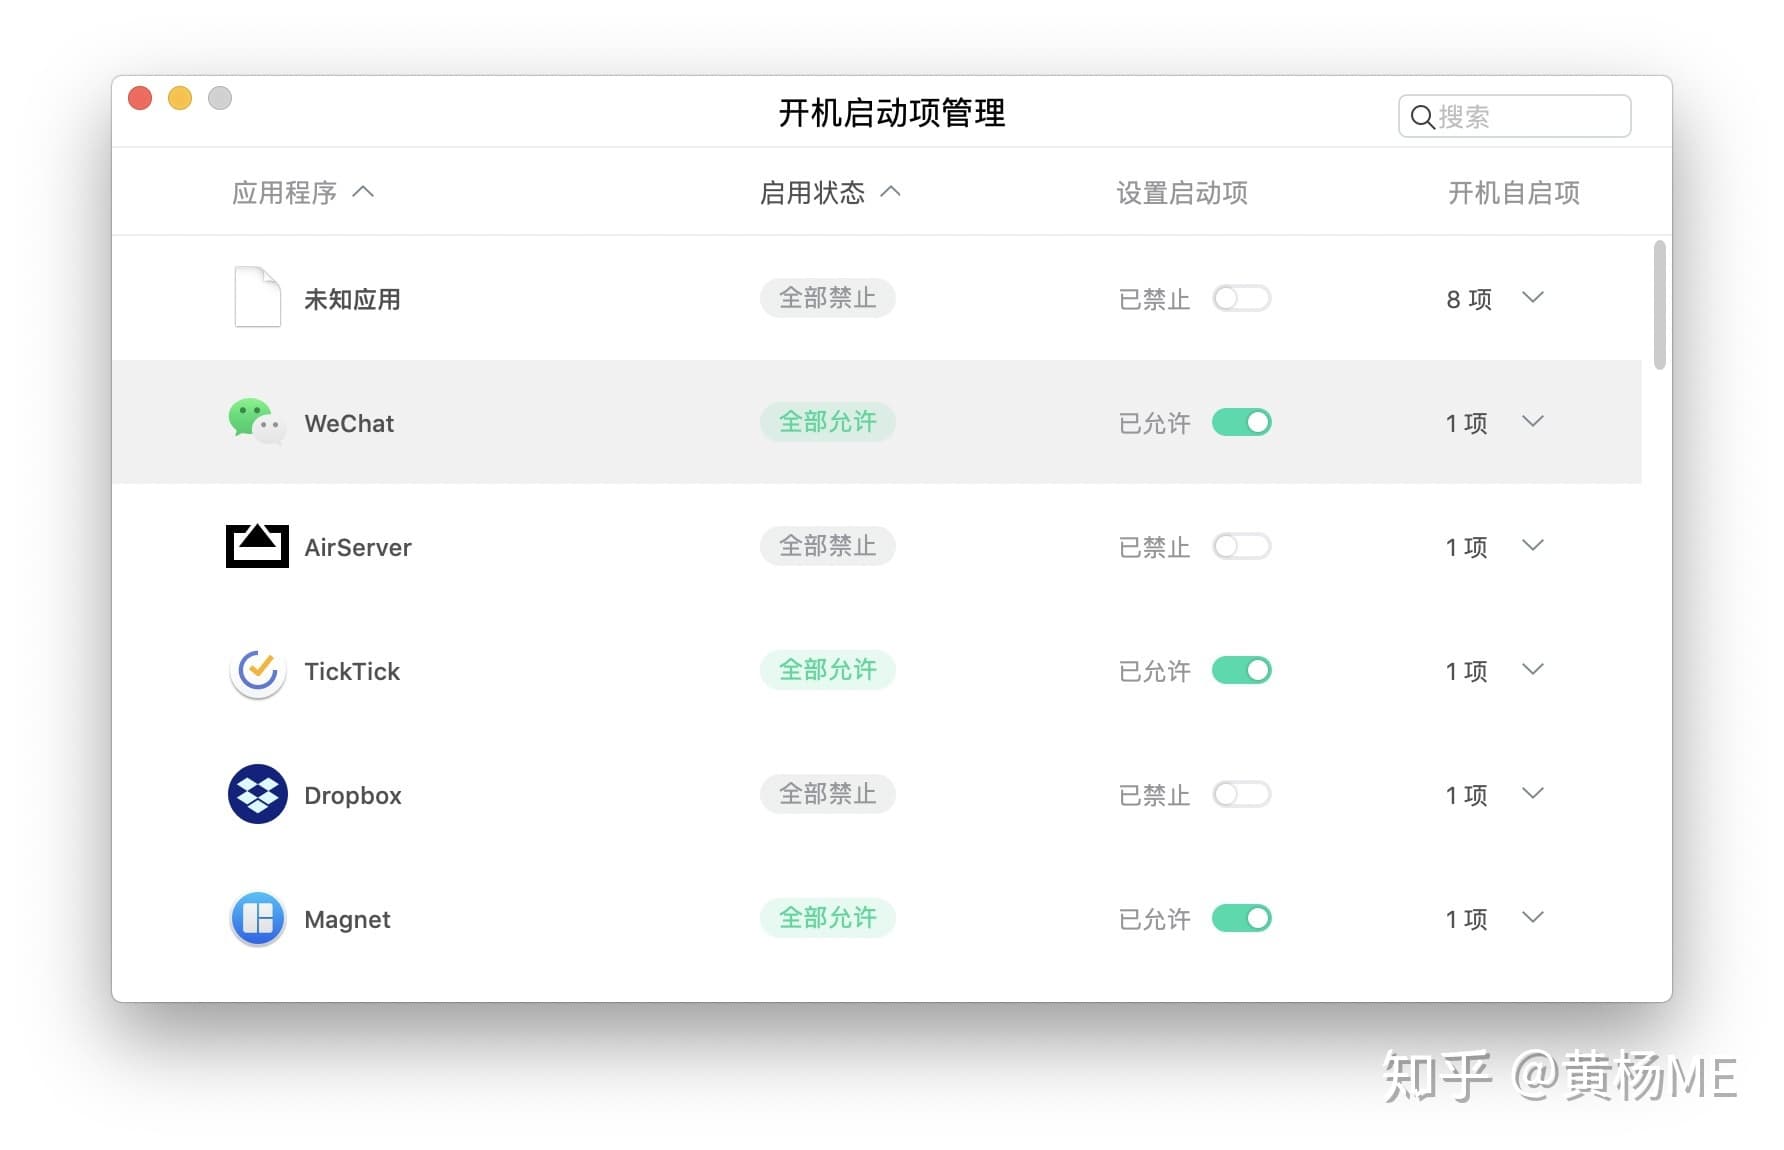 开机启动项管理
搜索
应用程序 启用状态 设置启动项 开机自启项
未知应用 全部禁止 已禁止 8 项
WeChat 全部允许 已允许 1 项
AirServer 全部禁止 已禁止 1 项
TickTick 全部允许 已允许 1 项
Dropbox 全部禁止 已禁止 1 项
Magnet 全部允许 已允许 1 项
知乎 @黄杨ME